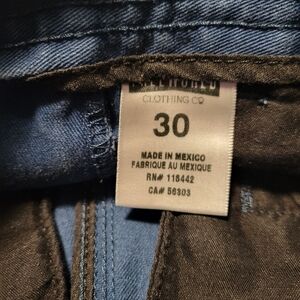 CLOTHING CO
30
MADE IN MEXICO
FABRIQUE AU MEXIQUE
RN# 116442
CA# 56303